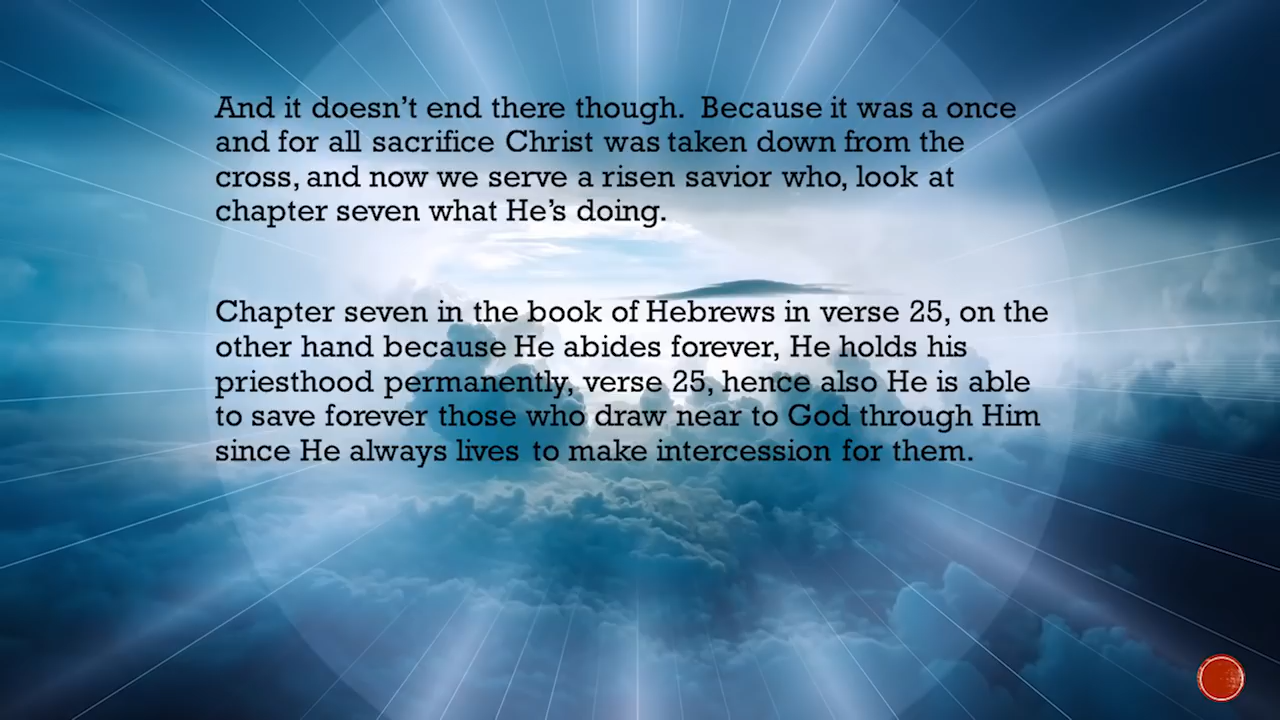 And it doesn’t end there though.  Because it was a once
and for all sacrifice Christ was taken down from the
cross, and now we serve a risen savior who, look at
chapter seven what He’s doing.
Chapter seven in the book of Hebrews in verse 25, on the
other hand because He abides forever, He holds his
priesthood permanently, verse 25, hence also He is able
to save forever those who draw near to God through Him
since He always lives to make intercession for them.